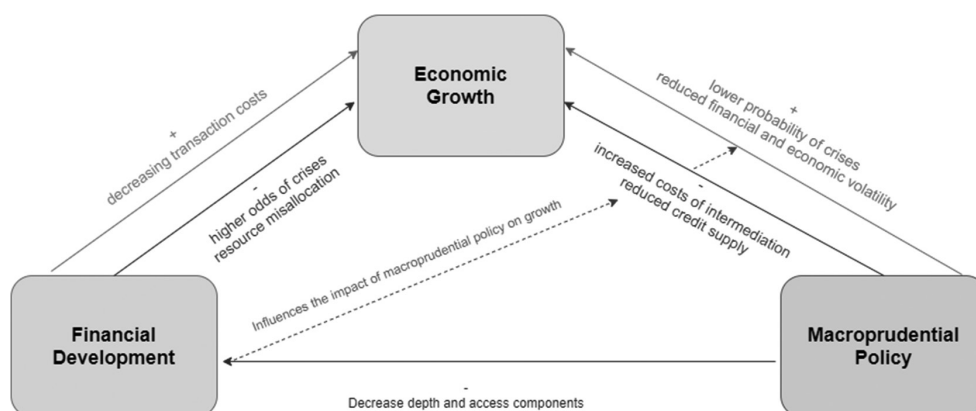 Economic
Growth
+
decreasing transaction costs
-
higher odds of crises
resource misallocation
+
lower probability of crises
reduced financial and economic volatility
-
increased costs of intermediation
reduced credit supply
Influences the impact of macroprudential policy on growth
Financial
Development
Macroprudential
Policy
-
Decrease depth and access components